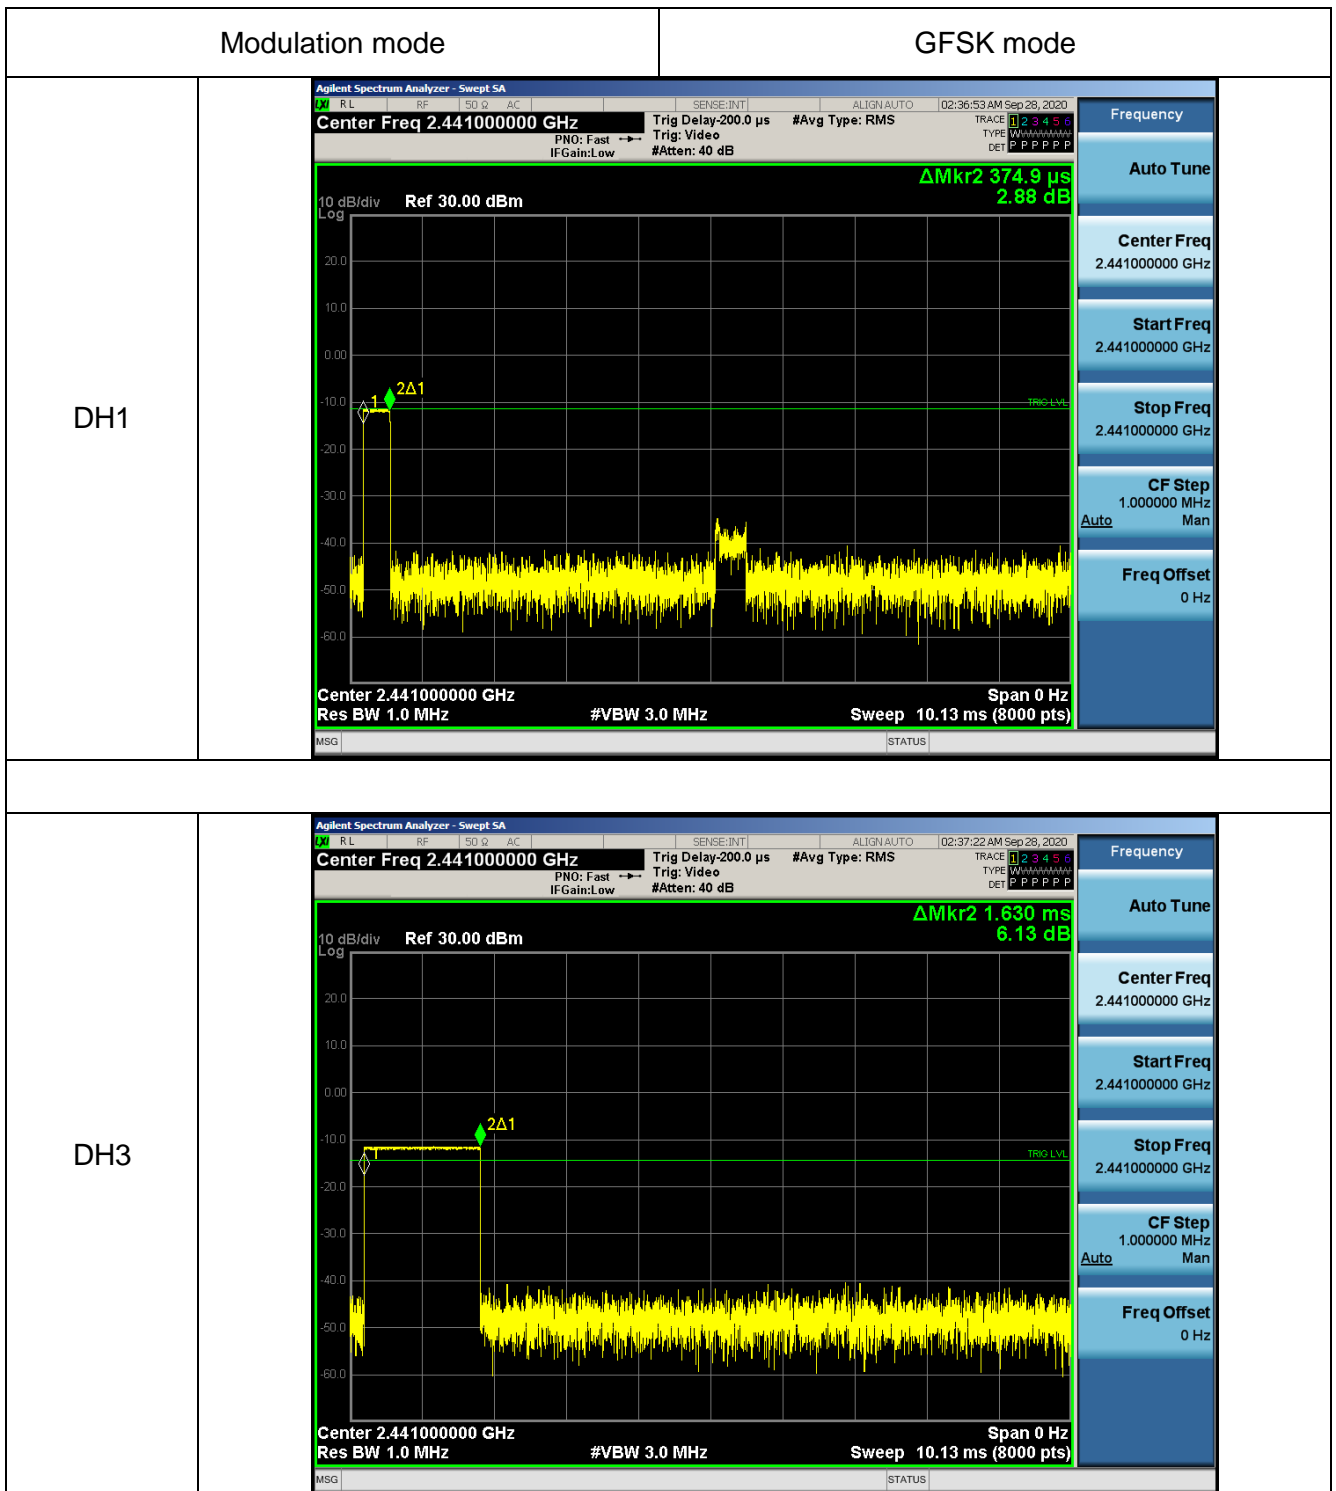 Modulation mode GFSK mode
DH1
Agilent Spectrum Analyzer - Swept SA
LXI RL RF 50 Ω AC SENSE:INT ALIGN AUTO 02:36:53 AM Sep 28, 2020
Center Freq 2.441000000 GHz Trig Delay-200.0 µs #Avg Type: RMS TRACE 1 2 3 4 5 6
PNO: Fast Trig: Video TYPE W
IFGain:Low #Atten: 40 dB DET P P P P P P
ΔMkr2 374.9 µs
2.88 dB
10 dB/div Ref 30.00 dBm
Log
20.0
10.0
0.00
-10.0
-20.0
-30.0
-40.0
-50.0
-60.0
1 2Δ1
TRIG LVL
Center 2.441000000 GHz Span 0 Hz
Res BW 1.0 MHz #VBW 3.0 MHz Sweep 10.13 ms (8000 pts)
MSG STATUS
Frequency
Auto Tune
Center Freq
2.441000000 GHz
Start Freq
2.441000000 GHz
Stop Freq
2.441000000 GHz
CF Step
1.000000 MHz
Auto Man
Freq Offset
0 Hz
DH3
Agilent Spectrum Analyzer - Swept SA
LXI RL RF 50 Ω AC SENSE:INT ALIGN AUTO 02:37:22 AM Sep 28, 2020
Center Freq 2.441000000 GHz Trig Delay-200.0 µs #Avg Type: RMS TRACE 1 2 3 4 5 6
PNO: Fast Trig: Video TYPE W
IFGain:Low #Atten: 40 dB DET P P P P P P
ΔMkr2 1.630 ms
6.13 dB
10 dB/div Ref 30.00 dBm
Log
20.0
10.0
0.00
-10.0
-20.0
-30.0
-40.0
-50.0
-60.0
1 2Δ1
TRIG LVL
Center 2.441000000 GHz Span 0 Hz
Res BW 1.0 MHz #VBW 3.0 MHz Sweep 10.13 ms (8000 pts)
MSG STATUS
Frequency
Auto Tune
Center Freq
2.441000000 GHz
Start Freq
2.441000000 GHz
Stop Freq
2.441000000 GHz
CF Step
1.000000 MHz
Auto Man
Freq Offset
0 Hz